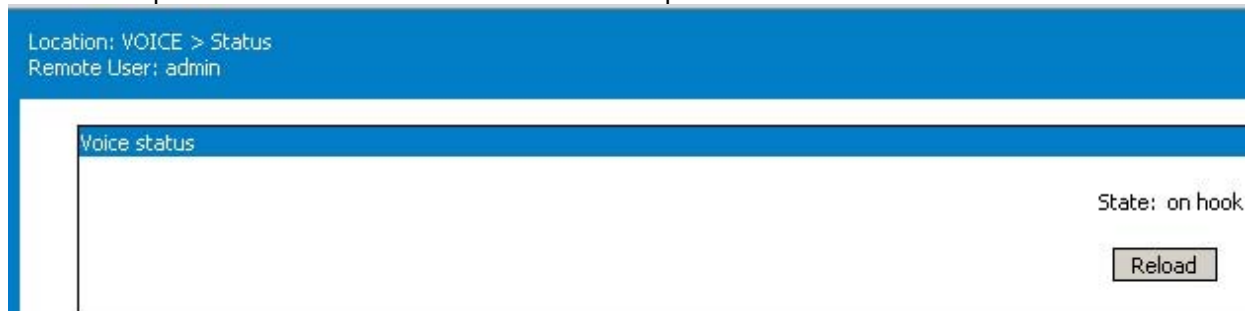 Location: VOICE > Status
Remote User: admin
Voice status
State: on hook
Reload